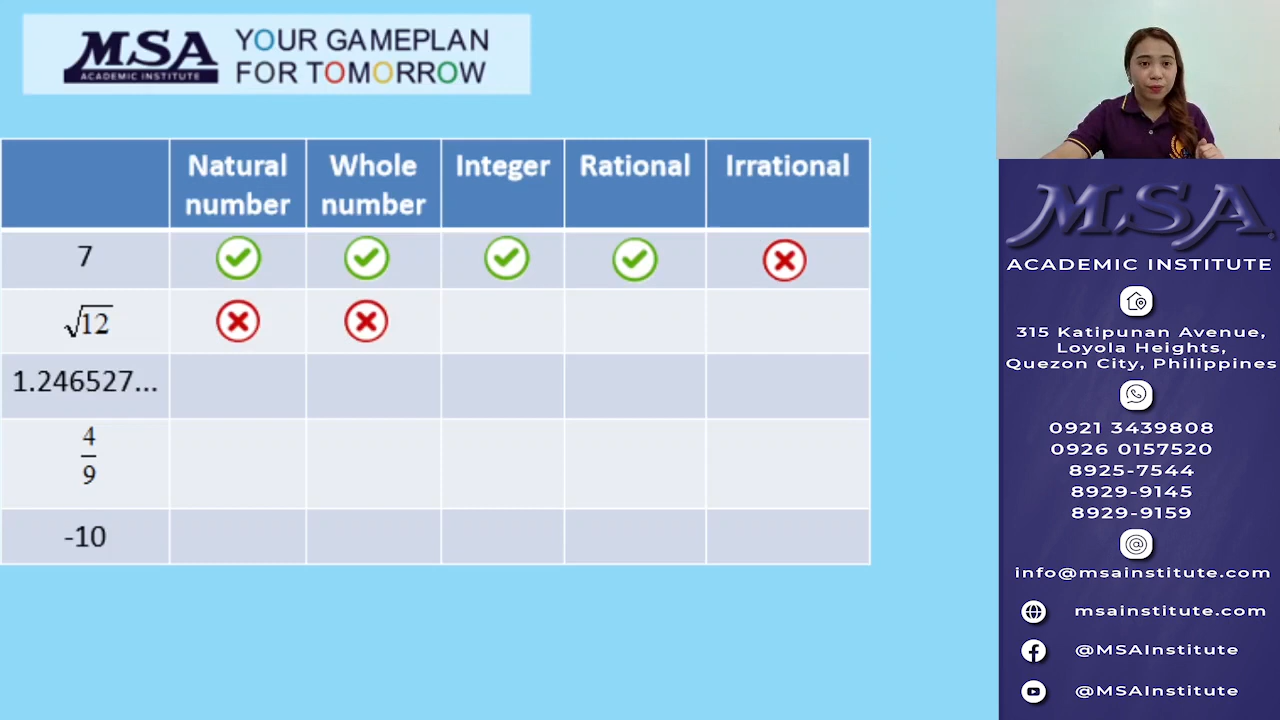 MSA
ACADEMIC INSTITUTE
YOUR GAMEPLAN
FOR TOMORROW
Natural number Whole number Integer Rational Irrational
7
√12
1.246527...
4
9
-10
MSA
ACADEMIC INSTITUTE
315 Katipunan Avenue,
Loyola Heights,
Quezon City, Philippines
0921 3439808
0926 0157520
8925-7544
8929-9145
8929-9159
info@msainstitute.com
msainstitute.com
@MSAInstitute
@MSAInstitute